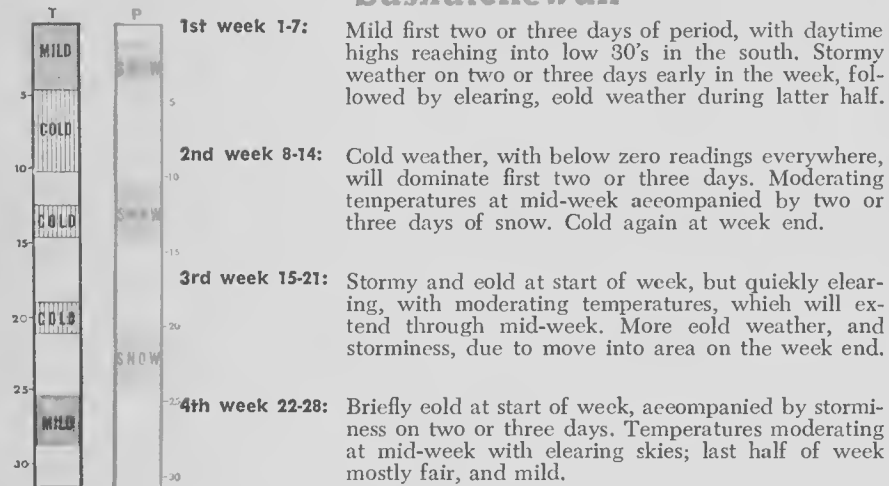 Saskatchewan
T
P
MILD
SNOW
5
5
COLD
10
10
COLD
SNOW
15
15
20
COLD
20
SNOW
25
25
MILD
30
30
1st week 1-7:
Mild first two or three days of period, with daytime
highs reaching into low 30's in the south. Stormy
weather on two or three days early in the week, fol-
lowed by clearing, cold weather during latter half.
2nd week 8-14:
Cold weather, with below zero readings everywhere,
will dominate first two or three days. Moderating
temperatures at mid-week accompanied by two or
three days of snow. Cold again at week end.
3rd week 15-21:
Stormy and cold at start of week, but quickly clear-
ing, with moderating temperatures, which will ex-
tend through mid-week. More cold weather, and
storminess, due to move into area on the week end.
4th week 22-28:
Briefly cold at start of week, accompanied by stormi-
ness on two or three days. Temperatures moderating
at mid-week with clearing skies; last half of week
mostly fair, and mild.